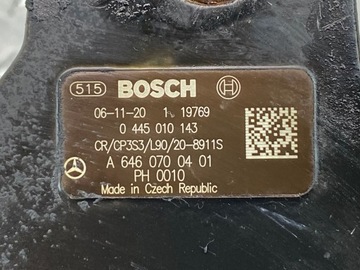 515 BOSCH
06-11-20 1 19769
0 445 010 143
CR/CP3S3/L90/20-8911S
A 646 070 04 01
PH 0010
Made in Czech Republic